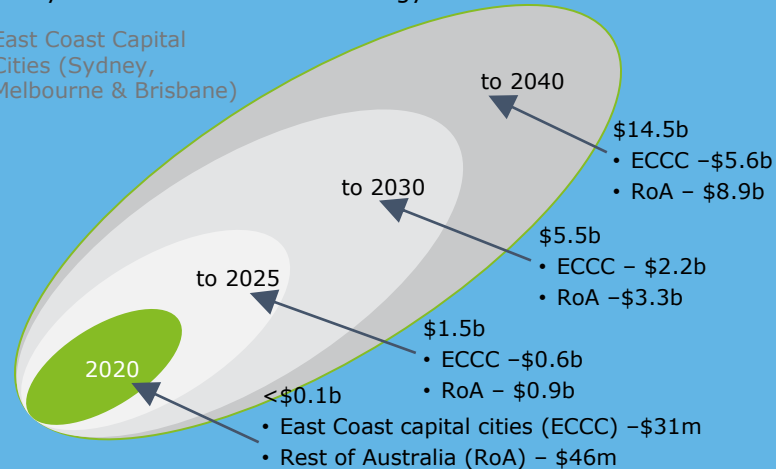 East Coast Capital
Cities (Sydney,
Melbourne & Brisbane)
to 2040
$14.5b
• ECCC –$5.6b
• RoA – $8.9b
to 2030
$5.5b
• ECCC – $2.2b
• RoA –$3.3b
to 2025
$1.5b
• ECCC –$0.6b
• RoA – $0.9b
2020
<$0.1b
• East Coast capital cities (ECCC) –$31m
• Rest of Australia (RoA) – $46m